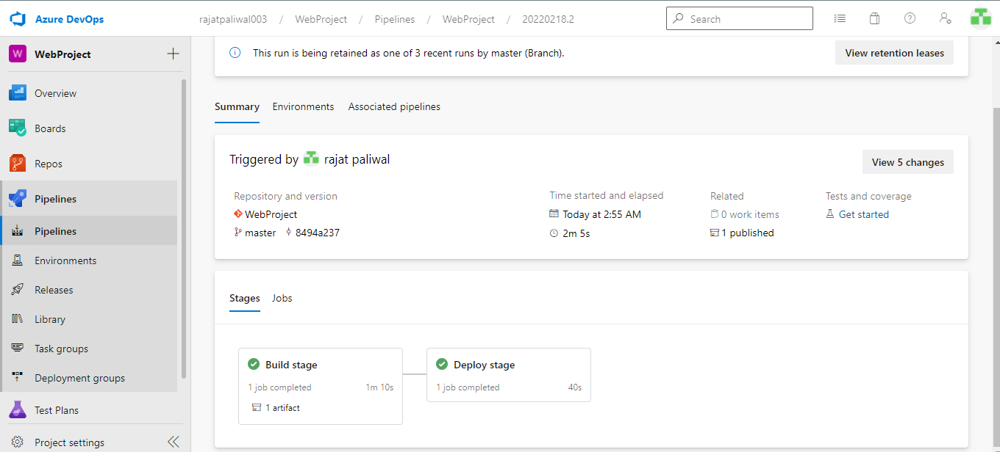 Azure DevOps
rajatpaliwal003 / WebProject / Pipelines / WebProject / 20220218.2
Search
W WebProject
Overview
Boards
Repos
Pipelines
Pipelines
Environments
Releases
Library
Task groups
Deployment groups
Test Plans
Project settings
This run is being retained as one of 3 recent runs by master (Branch).
View retention leases
Summary Environments Associated pipelines
Triggered by rajat paliwal
View 5 changes
Repository and version
WebProject
master 8494a237
Time started and elapsed
Today at 2:55 AM
2m 5s
Related
0 work items
1 published
Tests and coverage
Get started
Stages Jobs
Build stage
1 job completed 1m 10s
1 artifact
Deploy stage
1 job completed 40s